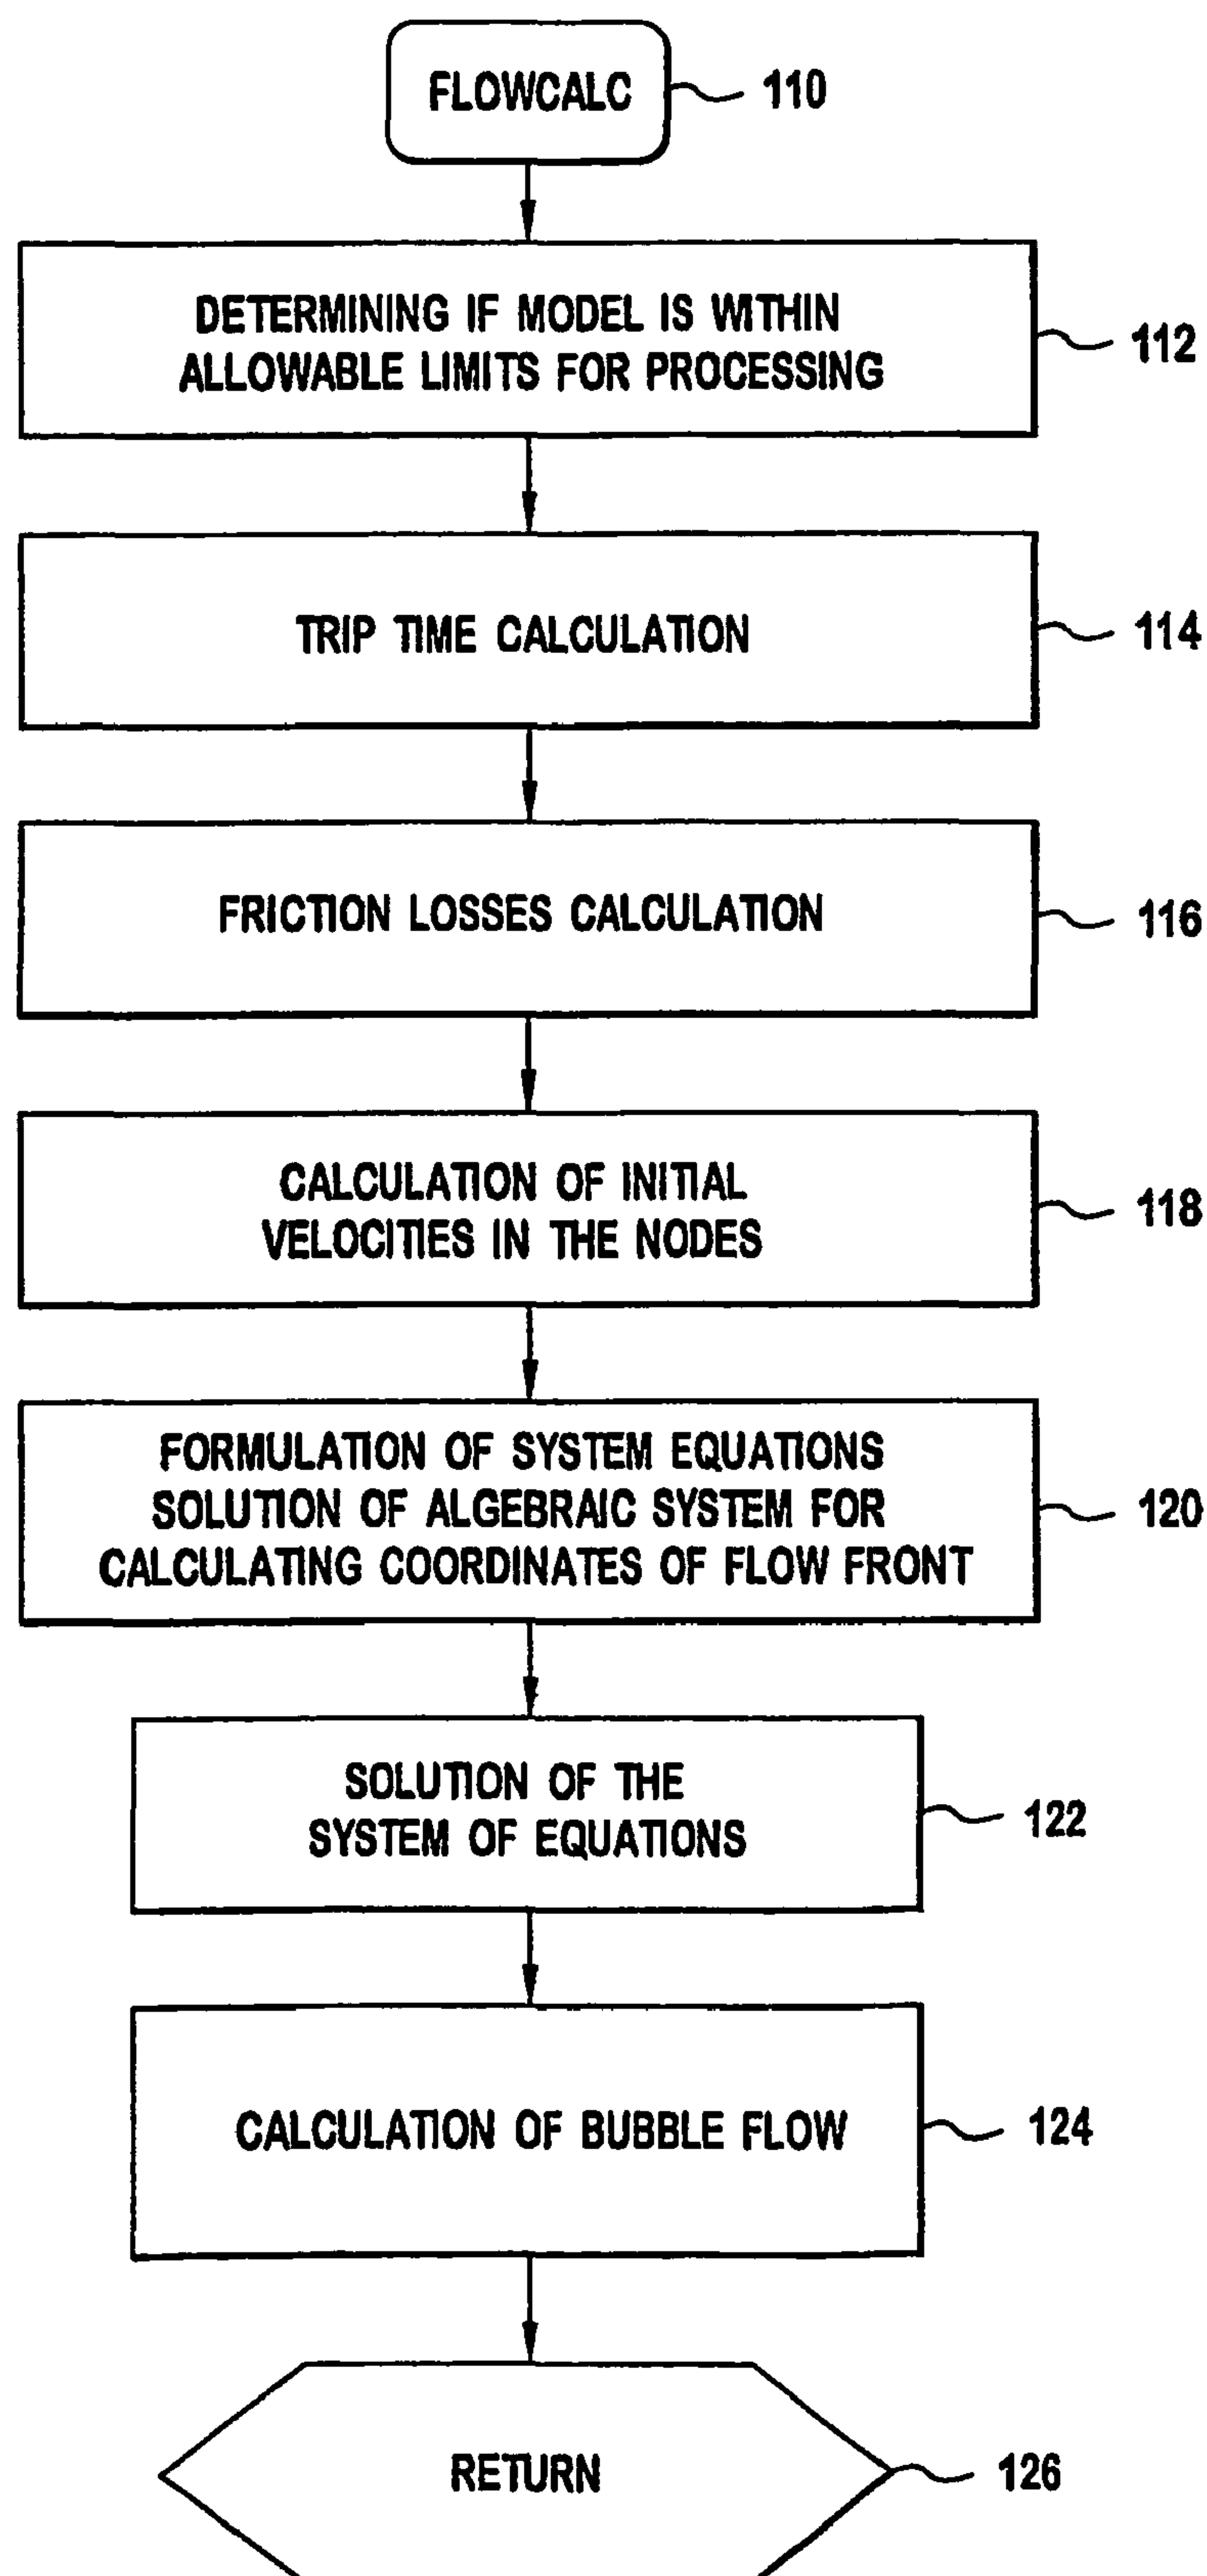 FLOWCALC
110
DETERMINING IF MODEL IS WITHIN
ALLOWABLE LIMITS FOR PROCESSING
112
TRIP TIME CALCULATION
114
FRICTION LOSSES CALCULATION
116
CALCULATION OF INITIAL
VELOCITIES IN THE NODES
118
FORMULATION OF SYSTEM EQUATIONS
SOLUTION OF ALGEBRAIC SYSTEM FOR
CALCULATING COORDINATES OF FLOW FRONT
120
SOLUTION OF THE
SYSTEM OF EQUATIONS
122
CALCULATION OF BUBBLE FLOW
124
RETURN
126